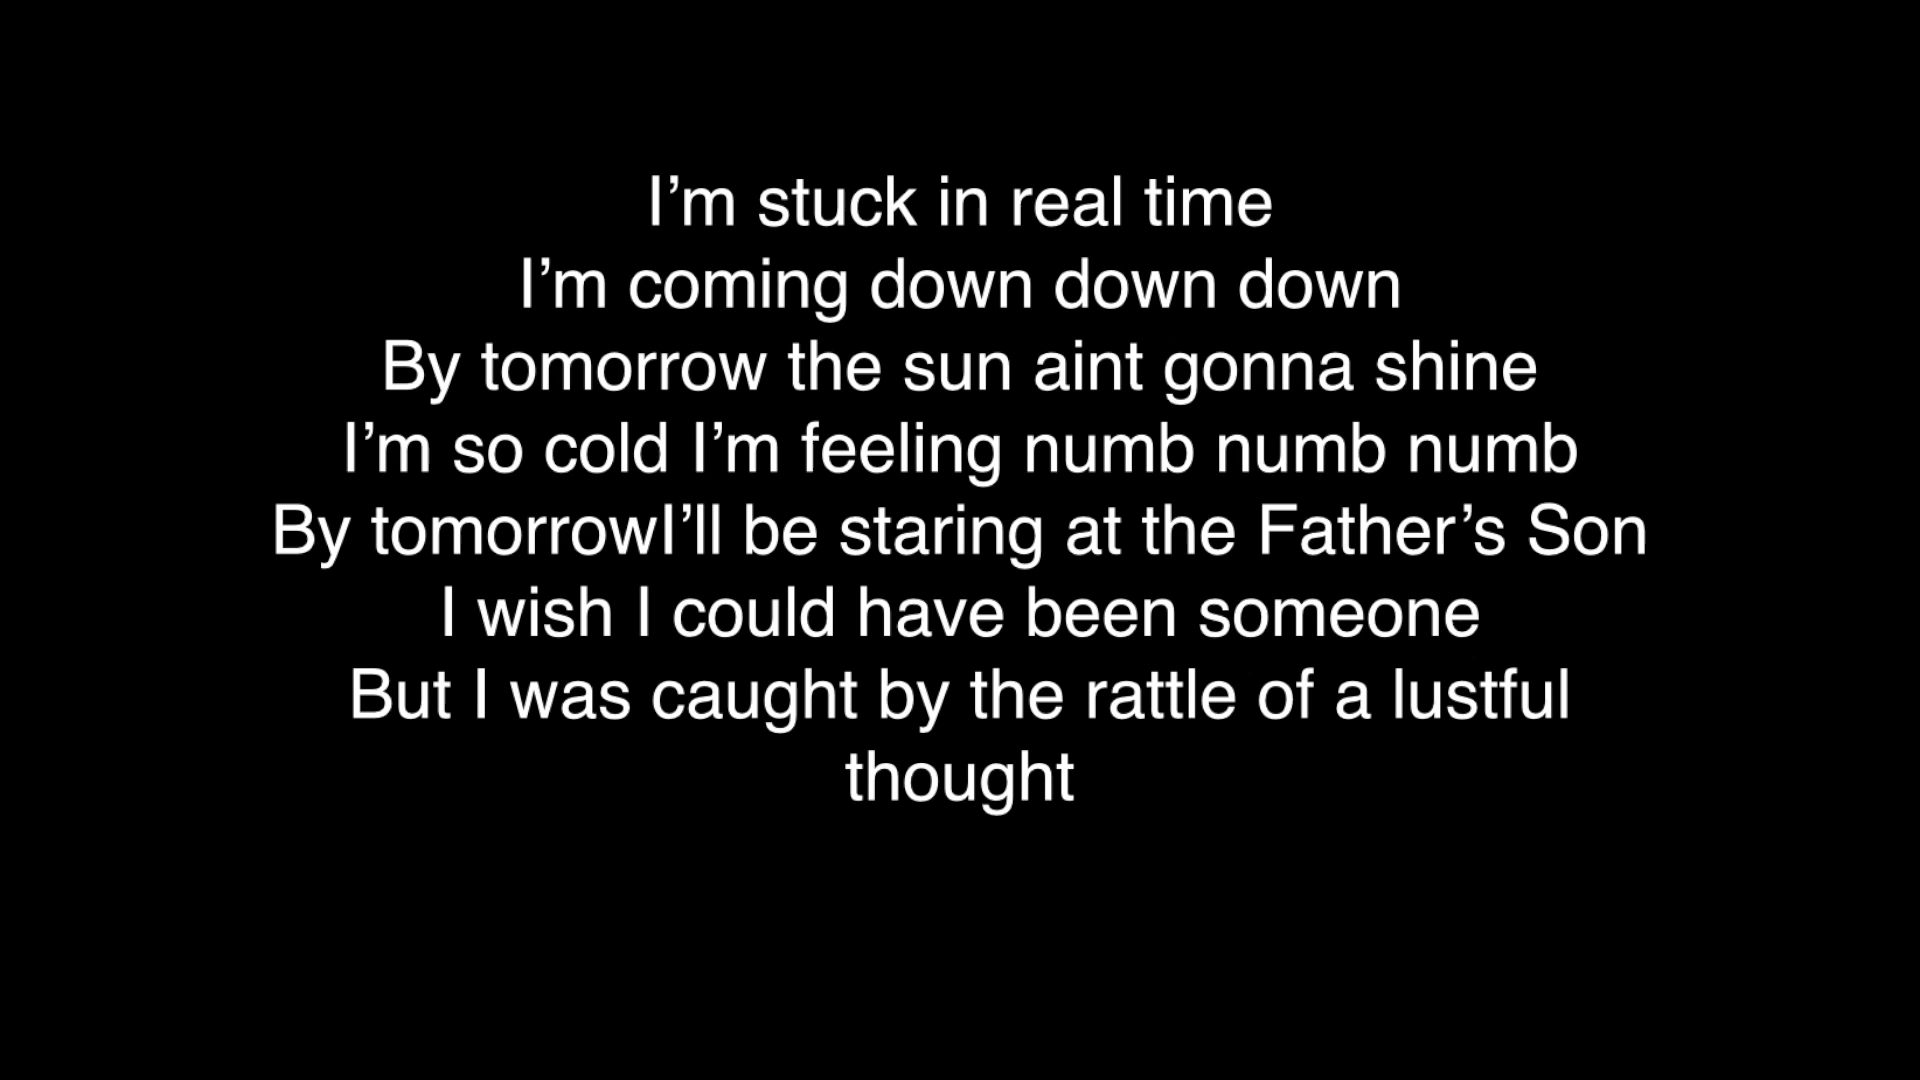 I’m stuck in real time
I’m coming down down down
By tomorrow the sun aint gonna shine
I’m so cold I’m feeling numb numb numb
By tomorrowI’ll be staring at the Father’s Son
I wish I could have been someone
But I was caught by the rattle of a lustful
thought